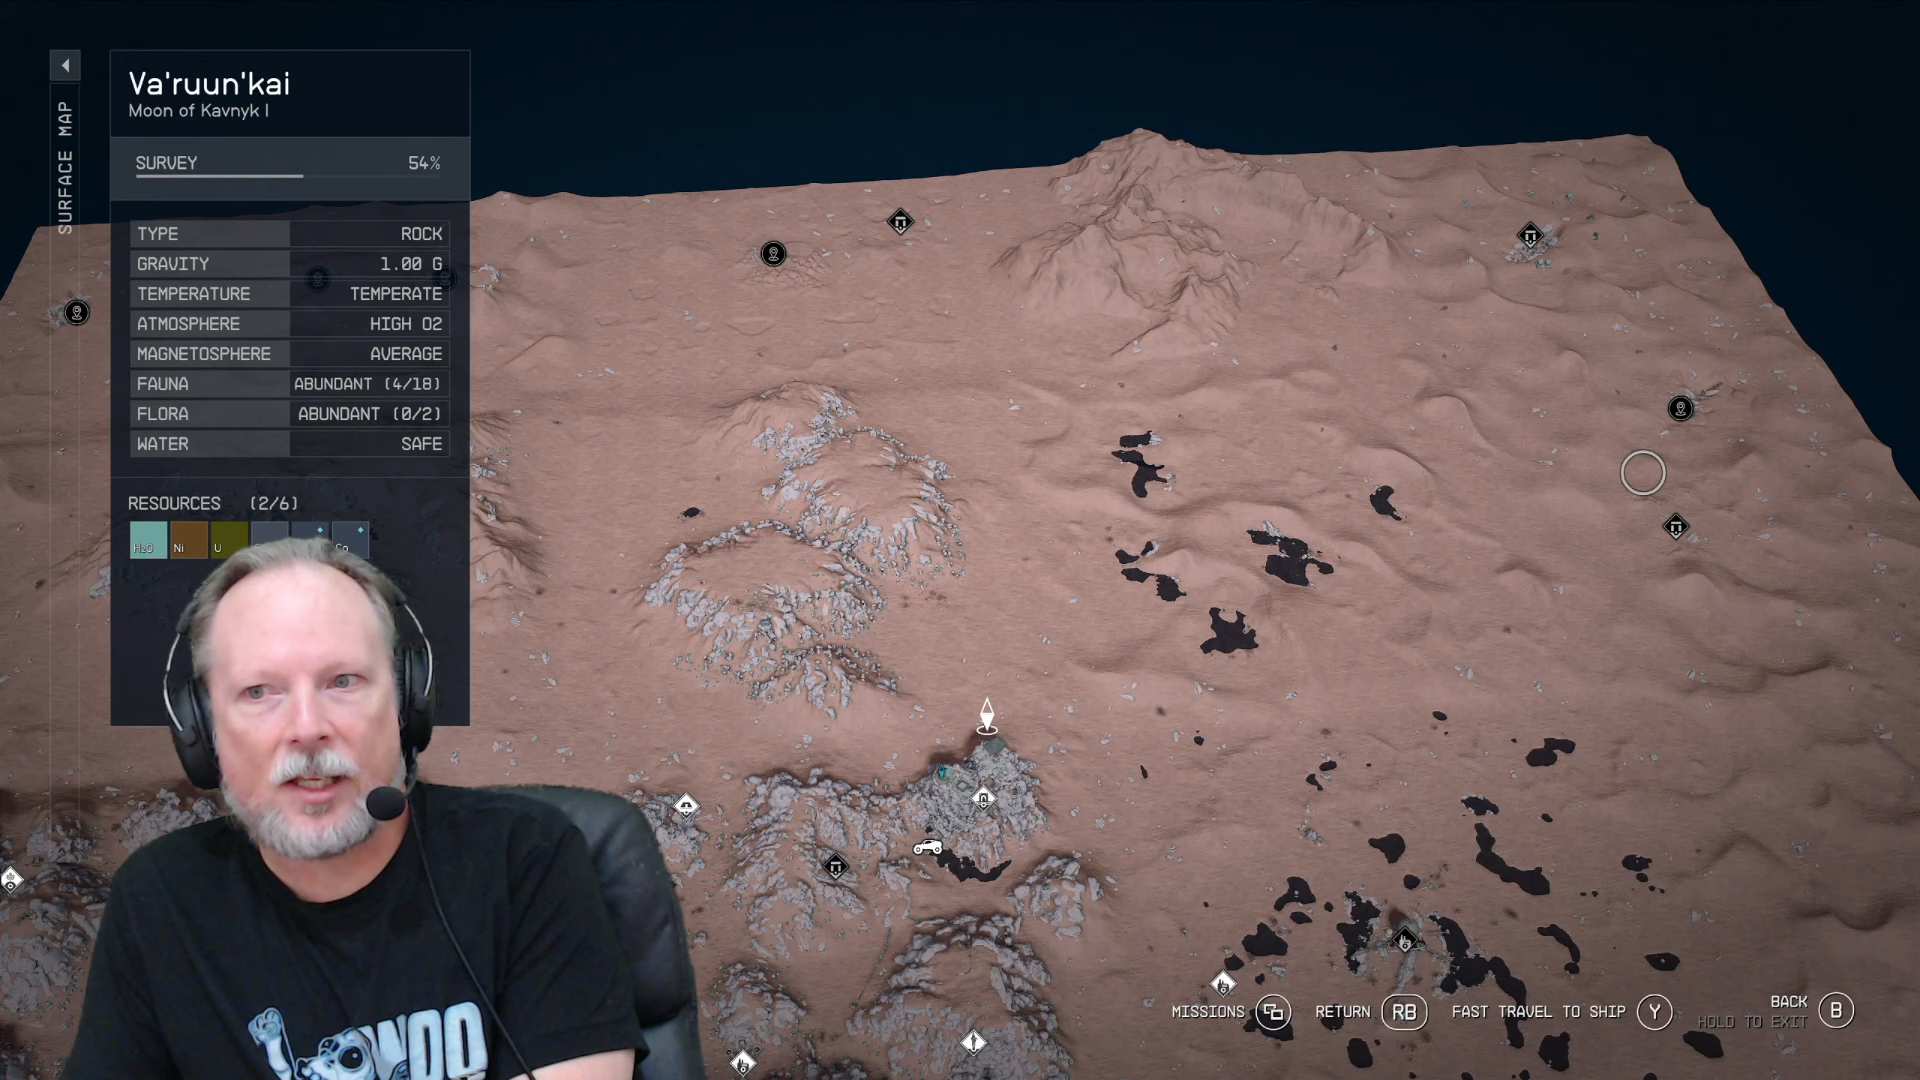 SURFACE MAP
Va'ruun'kai
Moon of Kavnyk I
SURVEY 54%
TYPE ROCK
GRAVITY 1.00 G
TEMPERATURE TEMPERATE
ATMOSPHERE HIGH O2
MAGNETOSPHERE AVERAGE
FAUNA ABUNDANT (4/18)
FLORA ABUNDANT (0/2)
WATER SAFE
RESOURCES (2/6)
H2O Ni U Co
MISSIONS RETURN RB FAST TRAVEL TO SHIP Y BACK B
HOLD TO EXIT